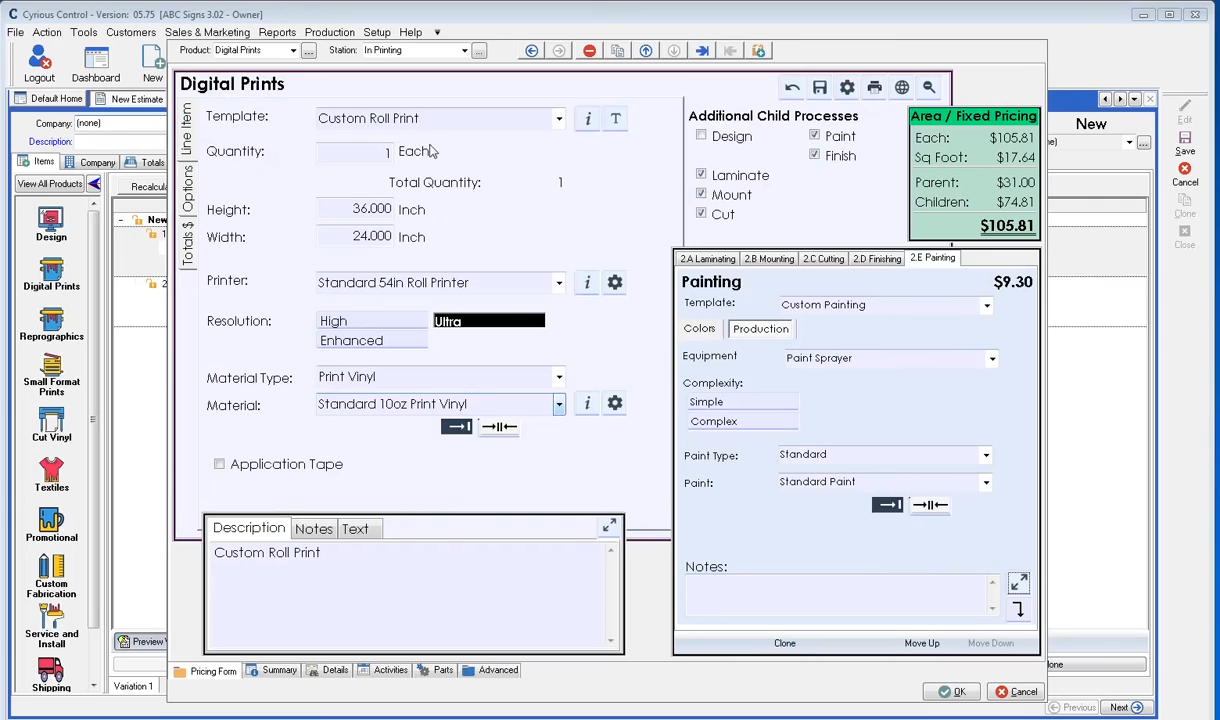 Cyrious Control - Version: 05.75 [ABC Signs 3.02 - Owner]
File Action Tools Customers Sales & Marketing Reports Production Setup Help
Logout Dashboard New
Product: Digital Prints Station: In Printing
Default Home New Estimate
Company: (none)
Description:
Items Company Totals
View All Products
Recalcula
New
1
2
Design
Digital Prints
Reprographics
Small Format
Prints
Cut Vinyl
Textiles
Promotional
Custom
Fabrication
Service and
Install
Shipping
Preview V
Variation 1
Digital Prints
Line Item
Options
Totals $
Template: Custom Roll Print i T
Quantity: 1 Each
Total Quantity: 1
Height: 36.000 Inch
Width: 24.000 Inch
Printer: Standard 54in Roll Printer i
Resolution: High Ultra
Enhanced
Material Type: Print Vinyl
Material: Standard 10oz Print Vinyl i
Application Tape
Description Notes Text
Custom Roll Print
Additional Child Processes
Design Paint
Finish
Laminate
Mount
Cut
Area / Fixed Pricing
Each: $105.81
Sq Foot: $17.64
Parent: $31.00
Children: $74.81
$105.81
2.A Laminating 2.B Mounting 2.C Cutting 2.D Finishing 2.E Painting
Painting $9.30
Template: Custom Painting
Colors Production
Equipment Paint Sprayer
Complexity:
Simple
Complex
Paint Type: Standard
Paint: Standard Paint
Notes:
Clone Move Up Move Down
Pricing Form Summary Details Activities Parts Advanced
OK Cancel
New
Edit
Save
Cancel
Clone
Close
Previous Next